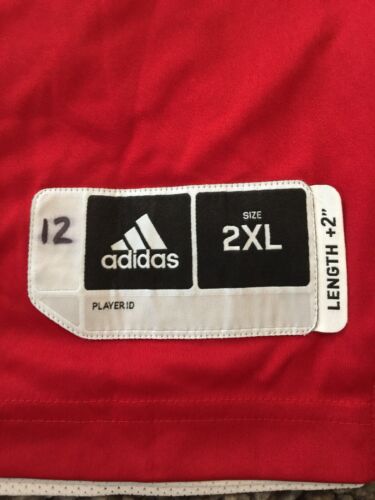 12
adidas
SIZE
2XL
LENGTH +2"
PLAYER ID